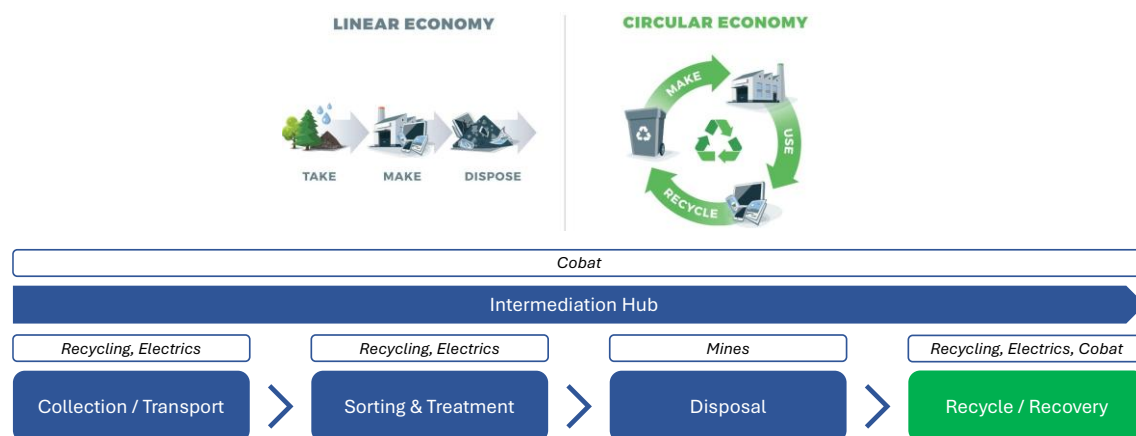 LINEAR ECONOMY
TAKE
MAKE
DISPOSE
CIRCULAR ECONOMY
MAKE
USE
RECYCLE
Cobat
Intermediation Hub
Recycling, Electrics
Recycling, Electrics
Mines
Recycling, Electrics, Cobat
Collection / Transport
Sorting & Treatment
Disposal
Recycle / Recovery